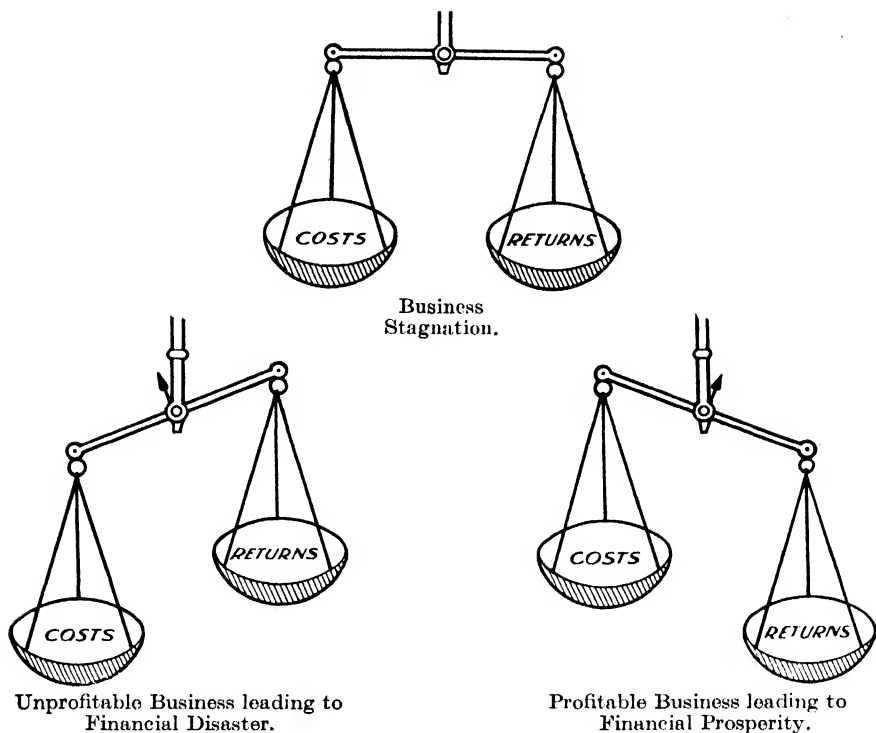 COSTS
RETURNS
Business
Stagnation.
RETURNS
COSTS
Unprofitable Business leading to
Financial Disaster.
COSTS
RETURNS
Profitable Business leading to
Financial Prosperity.